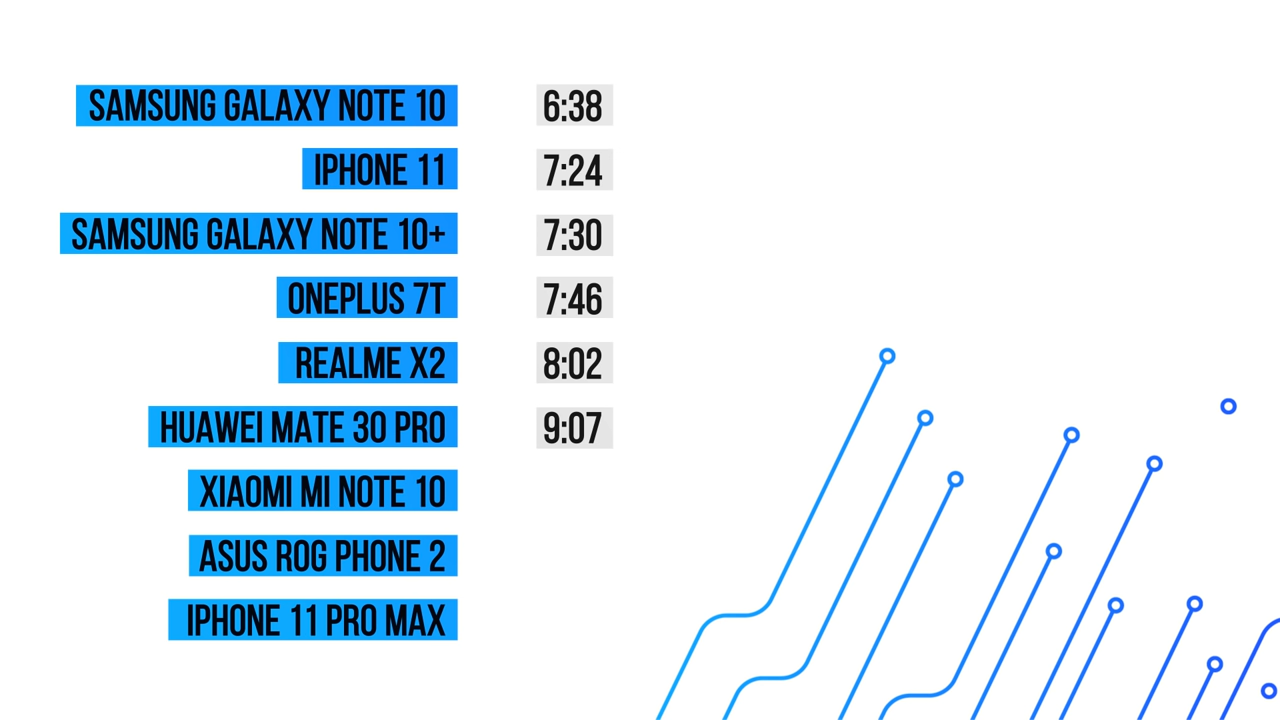 SAMSUNG GALAXY NOTE 10 6:38
IPHONE 11 7:24
SAMSUNG GALAXY NOTE 10+ 7:30
ONEPLUS 7T 7:46
REALME X2 8:02
HUAWEI MATE 30 PRO 9:07
XIAOMI MI NOTE 10
ASUS ROG PHONE 2
IPHONE 11 PRO MAX